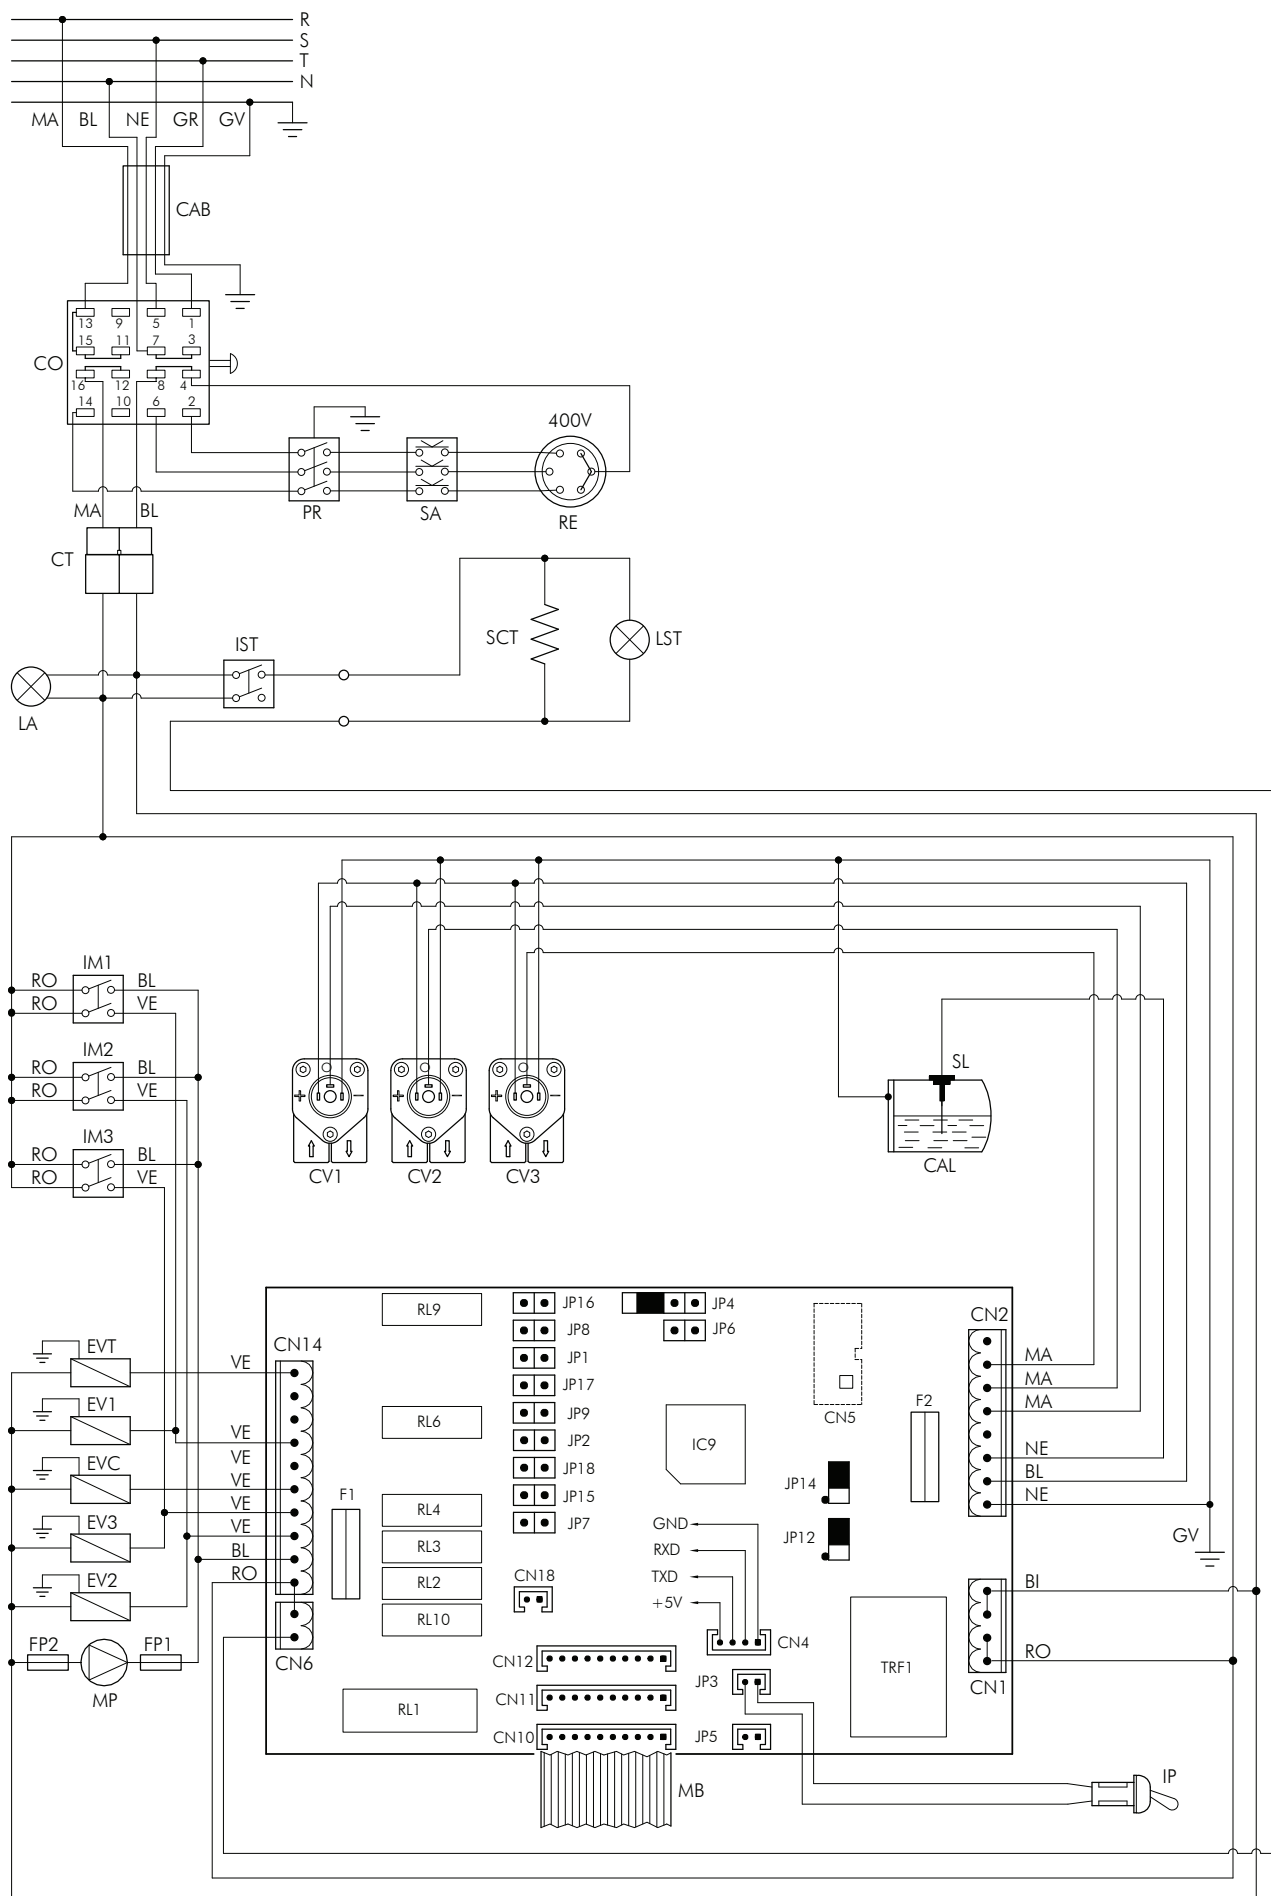 R
S
T
N
MA BL NE GR GV
CAB
13 9 5 1
15 11 7 3
CO
16 12 8 4
14 10 6 2
400V
PR SA RE
MA BL
CT
IST
SCT LST
LA
IM1
RO BL
RO VE
IM2
RO BL
RO VE
IM3
RO BL
RO VE
SL
CAL
+ − + − + −
CV1 CV2 CV3
RL9 JP16 JP4
CN2
JP8 JP6
EVT VE CN14
JP1 MA
MA
JP17
MA
EV1 VE
RL6 JP9 CN5 F2
JP2 IC9
NE
EVC VE
JP18 BL
VE JP14
F1 JP15 NE
EV3 VE
RL4 JP7
VE GND JP12 GV
RL3
BL RXD
EV2 RO
RL2 CN18 TXD BI
RL10 +5V
FP2 FP1 CN4
CN6 CN12 RO
MP TRF1
JP3 CN1
RL1 CN11
CN10 JP5
MB IP